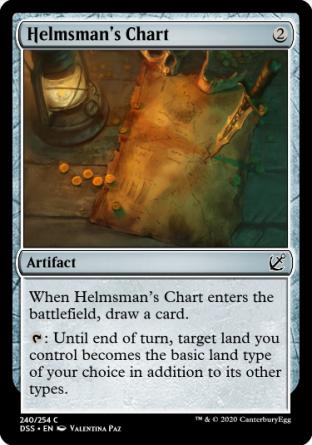 Helmsman's Chart 2
Artifact
When Helmsman's Chart enters the
battlefield, draw a card.
: Until end of turn, target land you
control becomes the basic land type
of your choice in addition to its other
types.
240/254 C
DSS • EN Valentina Paz
™ & © 2020 CanterburyEgg